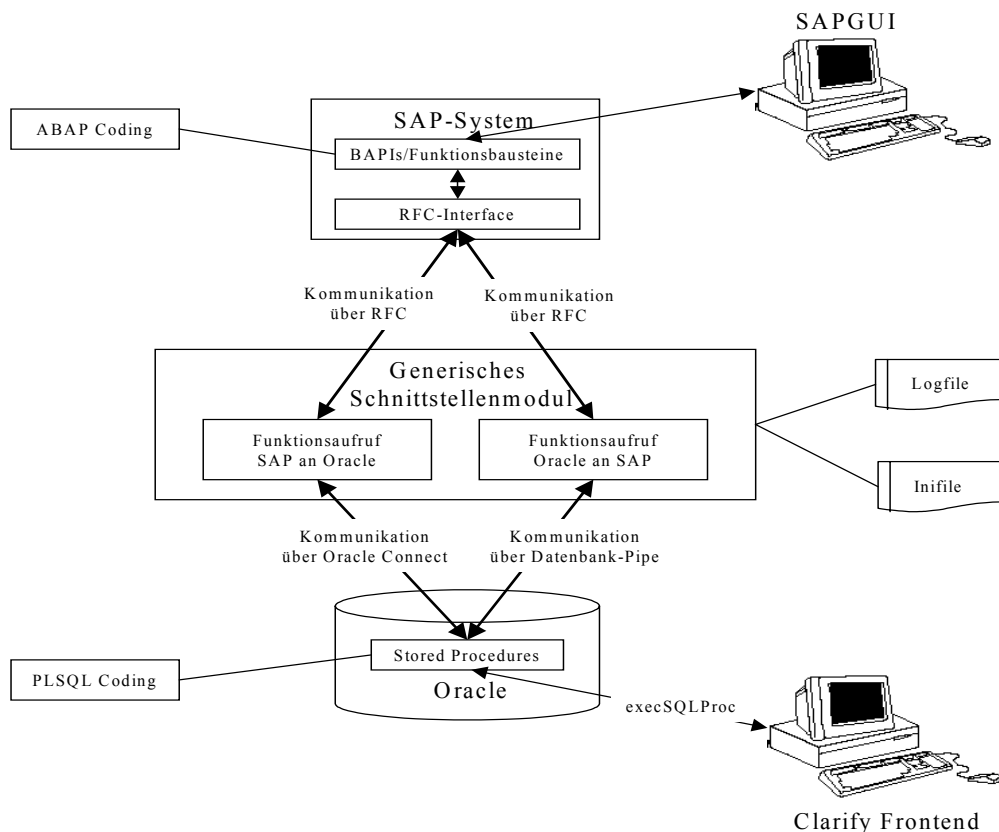 SAPGUI
ABAP Coding
SAP-System
BAPIs/Funktionsbausteine
RFC-Interface
Kommunikation
über RFC
Kommunikation
über RFC
Generisches
Schnittstellenmodul
Logfile
Funktionsaufruf
SAP an Oracle
Funktionsaufruf
Oracle an SAP
Inifile
Kommunikation
über Oracle Connect
Kommunikation
über Datenbank-Pipe
Stored Procedures
PLSQL Coding
Oracle
execSQLProc
Clarify Frontend